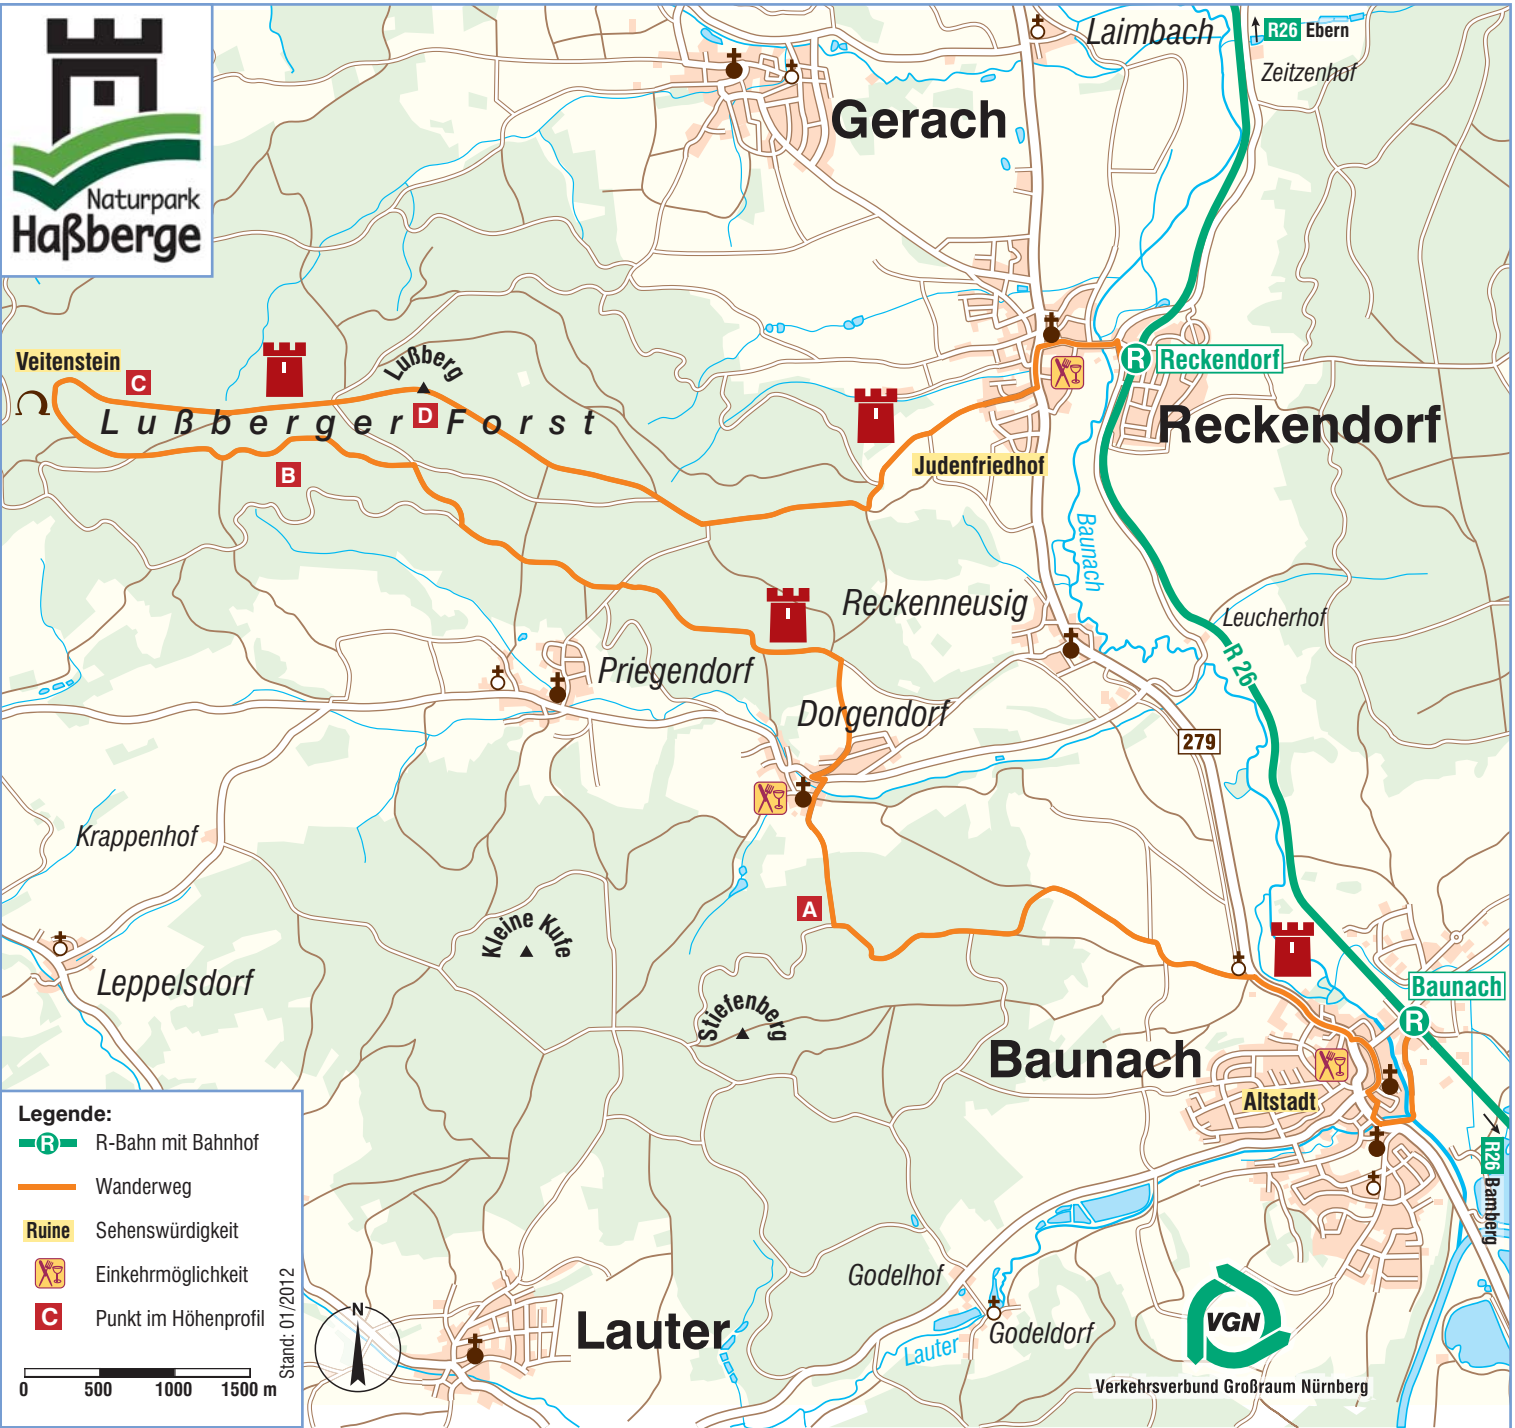 Naturpark
Haßberge
Laimbach
R26 Ebern
Zeitzenhof
Gerach
Veitenstein
C
Lußberg
D
Lußberger Forst
B
R
Reckendorf
Reckendorf
Judenfriedhof
Baunach
Reckenneusig
Leucherhof
R 26
Priegendorf
Dorgendorf
279
Krappenhof
A
Kleine Kufe
Leppelsdorf
Stiefenberg
Baunach
R
Baunach
Altstadt
R26 Bamberg
Godelhof
Godeldorf
Lauter
Lauter
Legende:
R R-Bahn mit Bahnhof
Wanderweg
Ruine Sehenswürdigkeit
Einkehrmöglichkeit
C Punkt im Höhenprofil
0 500 1000 1500 m
Stand: 01/2012
N
VGN
Verkehrsverbund Großraum Nürnberg